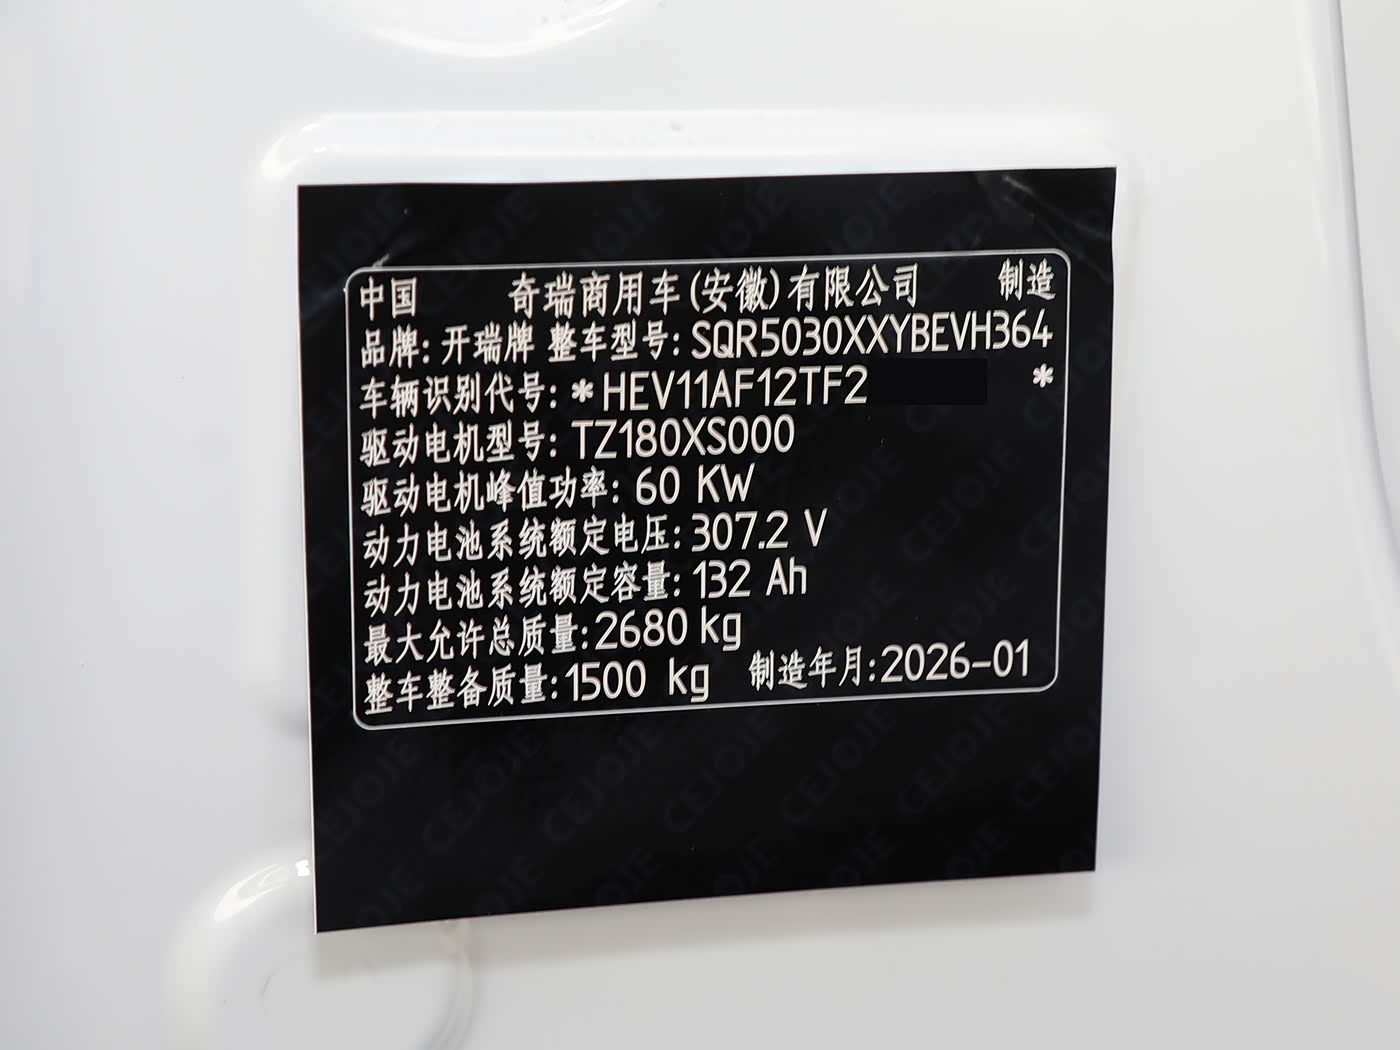 中国 奇瑞商用车(安徽)有限公司 制造
品牌:开瑞牌 整车型号:SQR5030XXYBEVH364
车辆识别代号:*HEV11AF12TF2 *
驱动电机型号:TZ180XS000
驱动电机峰值功率:60 KW
动力电池系统额定电压:307.2 V
动力电池系统额定容量:132 Ah
最大允许总质量:2680 kg
整车整备质量:1500 kg 制造年月:2026-01
CEJOJE